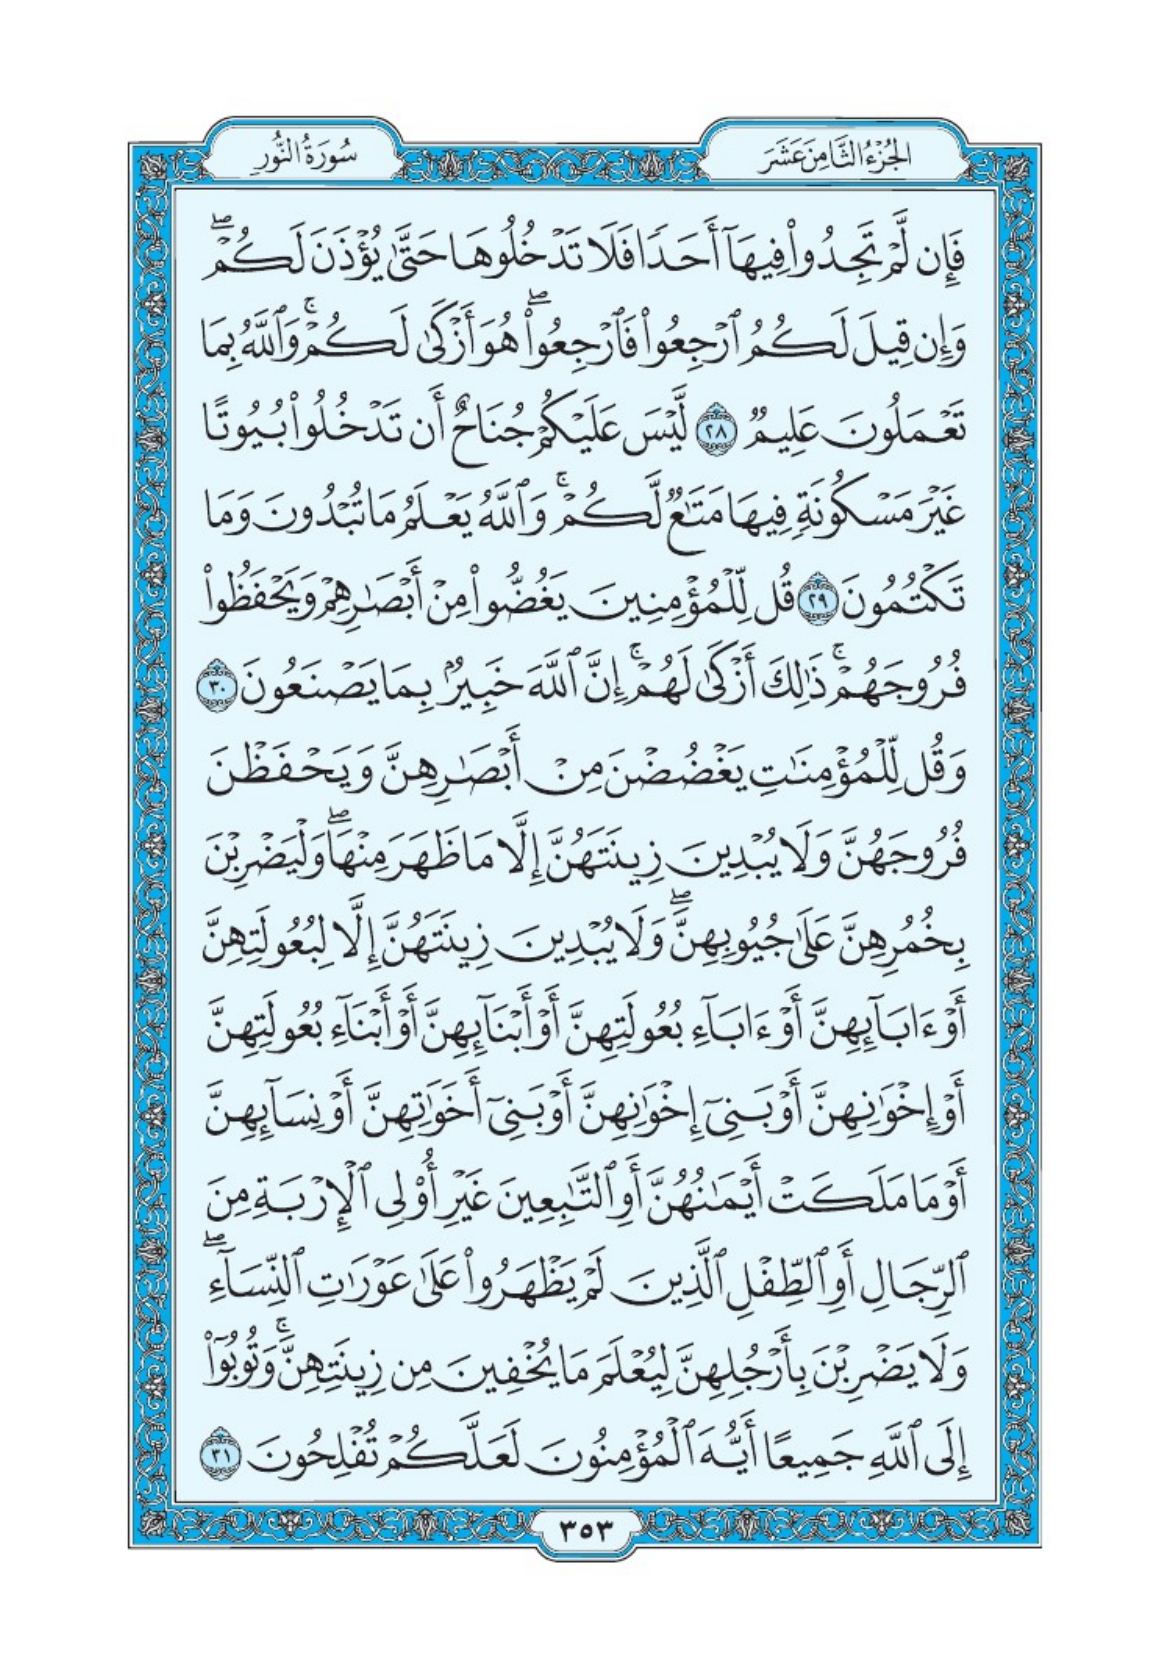 الجُزْءُ الثَّامِنَ عَشَرَ
سُورَةُ النُّورِ
فَإِن لَّمْ تَجِدُوا۟ فِيهَآ أَحَدًا فَلَا تَدْخُلُوهَا حَتَّىٰ يُؤْذَنَ لَكُمْ ۖ
وَإِن قِيلَ لَكُمُ ٱرْجِعُوا۟ فَٱرْجِعُوا۟ ۖ هُوَ أَزْكَىٰ لَكُمْ ۚ وَٱللَّهُ بِمَا
تَعْمَلُونَ عَلِيمٌ ٢٨ لَّيْسَ عَلَيْكُمْ جُنَاحٌ أَن تَدْخُلُوا۟ بُيُوتًا
غَيْرَ مَسْكُونَةٍ فِيهَا مَتَـٰعٌ لَّكُمْ ۚ وَٱللَّهُ يَعْلَمُ مَا تُبْدُونَ وَمَا
تَكْتُمُونَ ٢٩ قُل لِّلْمُؤْمِنِينَ يَغُضُّوا۟ مِنْ أَبْصَـٰرِهِمْ وَيَحْفَظُوا۟
فُرُوجَهُمْ ۚ ذَٰلِكَ أَزْكَىٰ لَهُمْ ۗ إِنَّ ٱللَّهَ خَبِيرٌۢ بِمَا يَصْنَعُونَ ٣٠
وَقُل لِّلْمُؤْمِنَـٰتِ يَغْضُضْنَ مِنْ أَبْصَـٰرِهِنَّ وَيَحْفَظْنَ
فُرُوجَهُنَّ وَلَا يُبْدِينَ زِينَتَهُنَّ إِلَّا مَا ظَهَرَ مِنْهَا ۖ وَلْيَضْرِبْنَ
بِخُمُرِهِنَّ عَلَىٰ جُيُوبِهِنَّ ۖ وَلَا يُبْدِينَ زِينَتَهُنَّ إِلَّا لِبُعُولَتِهِنَّ
أَوْ ءَابَآئِهِنَّ أَوْ ءَابَآءِ بُعُولَتِهِنَّ أَوْ أَبْنَآئِهِنَّ أَوْ أَبْنَآءِ بُعُولَتِهِنَّ
أَوْ إِخْوَٰنِهِنَّ أَوْ بَنِىٓ إِخْوَٰنِهِنَّ أَوْ بَنِىٓ أَخَوَٰتِهِنَّ أَوْ نِسَآئِهِنَّ
أَوْ مَا مَلَكَتْ أَيْمَـٰنُهُنَّ أَوِ ٱلتَّـٰبِعِينَ غَيْرِ أُو۟لِى ٱلْإِرْبَةِ مِنَ
ٱلرِّجَالِ أَوِ ٱلطِّفْلِ ٱلَّذِينَ لَمْ يَظْهَرُوا۟ عَلَىٰ عَوْرَٰتِ ٱلنِّسَآءِ ۖ
وَلَا يَضْرِبْنَ بِأَرْجُلِهِنَّ لِيُعْلَمَ مَا يُخْفِينَ مِن زِينَتِهِنَّ ۚ وَتُوبُوٓا۟
إِلَى ٱللَّهِ جَمِيعًا أَيُّهَ ٱلْمُؤْمِنُونَ لَعَلَّكُمْ تُفْلِحُونَ ٣١
٣٥٣